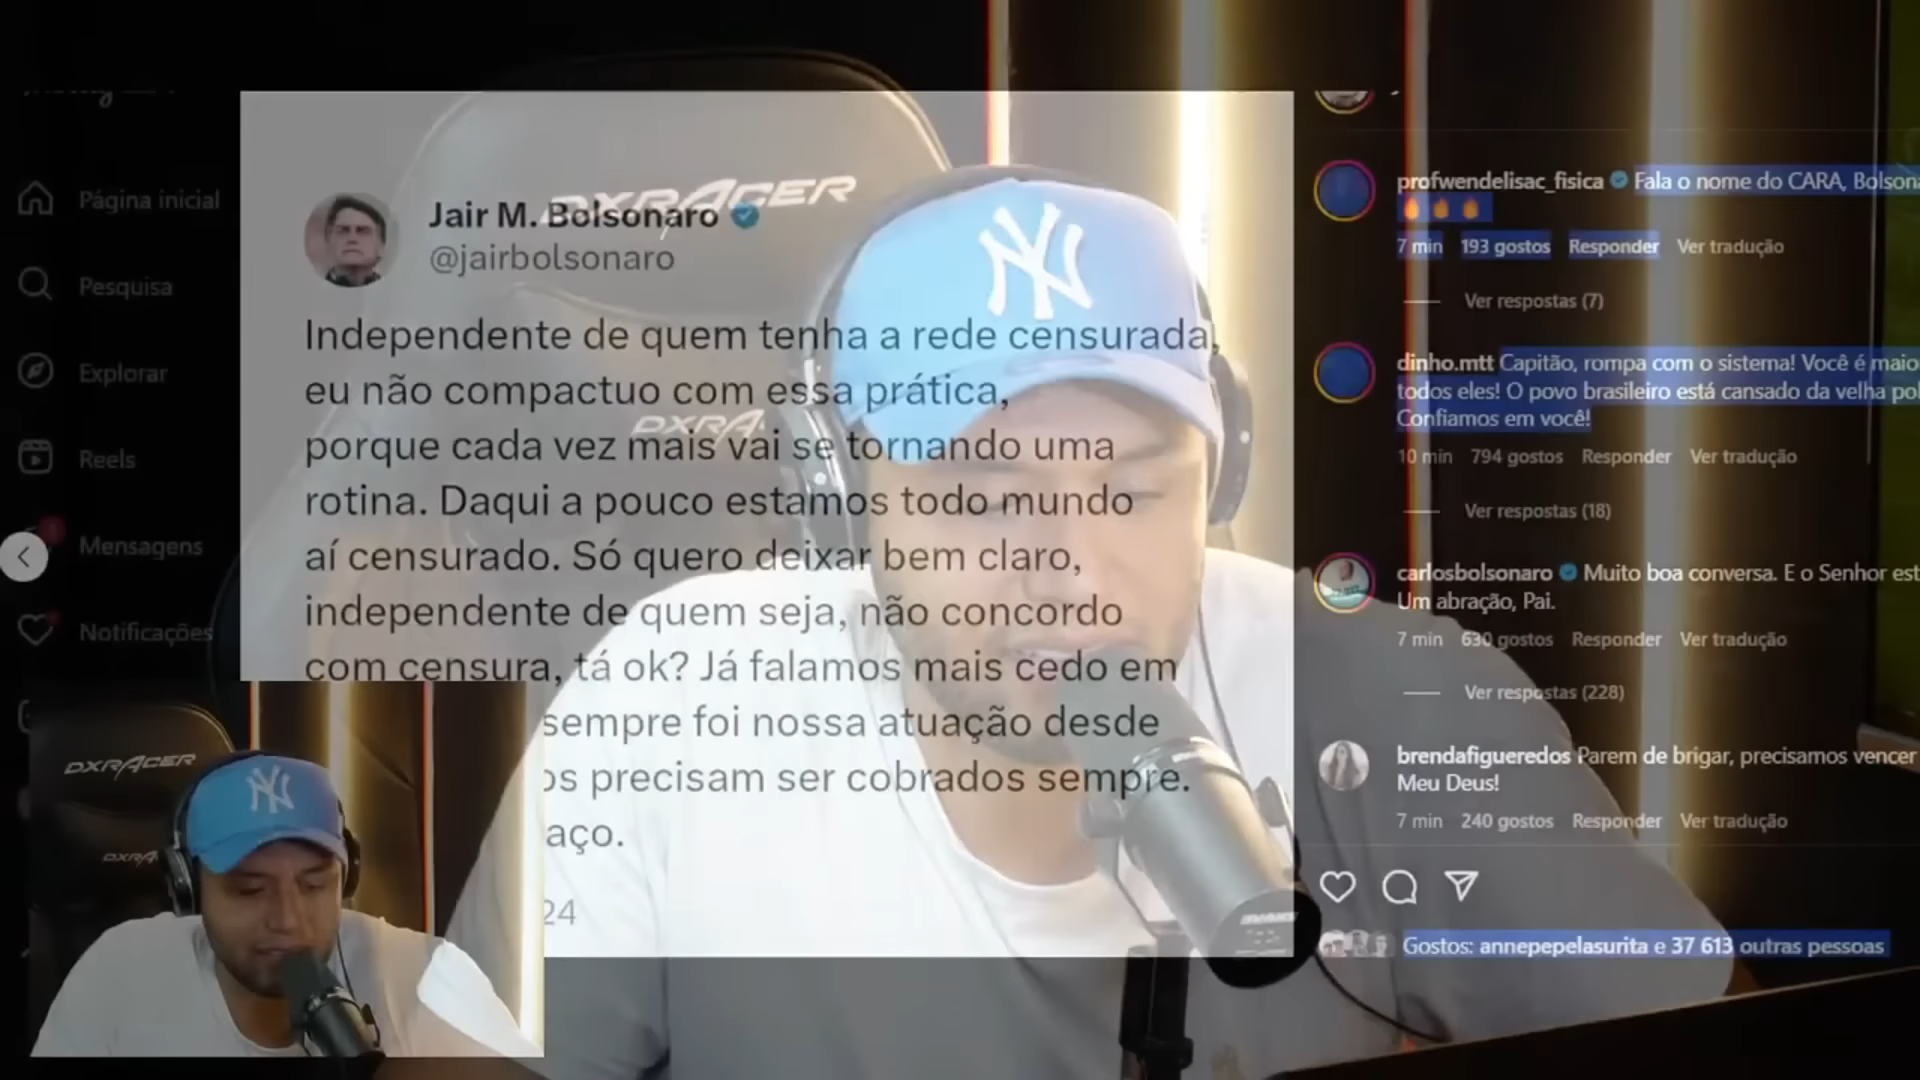 Página inicial
Pesquisa
Explorar
Reels
Mensagens
Notificações
DXRACER
Jair M. Bolsonaro
@jairbolsonaro
Independente de quem tenha a rede censurada,
eu não compactuo com essa prática,
porque cada vez mais vai se tornando uma
rotina. Daqui a pouco estamos todo mundo
aí censurado. Só quero deixar bem claro,
independente de quem seja, não concordo
com censura, tá ok? Já falamos mais cedo em
sempre foi nossa atuação desde
os precisam ser cobrados sempre.
aço.
24
NY
DXRA
DXRACER
DXRA
NY
profwendelisac_fisica Fala o nome do CARA, Bolsona
7 min 193 gostos Responder Ver tradução
Ver respostas (7)
dinho.mtt Capitão, rompa com o sistema! Você é maio
todos eles! O povo brasileiro está cansado da velha pol
Confiamos em você!
10 min 794 gostos Responder Ver tradução
Ver respostas (18)
carlosbolsonaro Muito boa conversa. E o Senhor est
Um abração, Pai.
7 min 630 gostos Responder Ver tradução
Ver respostas (228)
brendafigueredos Parem de brigar, precisamos vencer
Meu Deus!
7 min 240 gostos Responder Ver tradução
Gostos: annepepelasurita e 37 613 outras pessoas